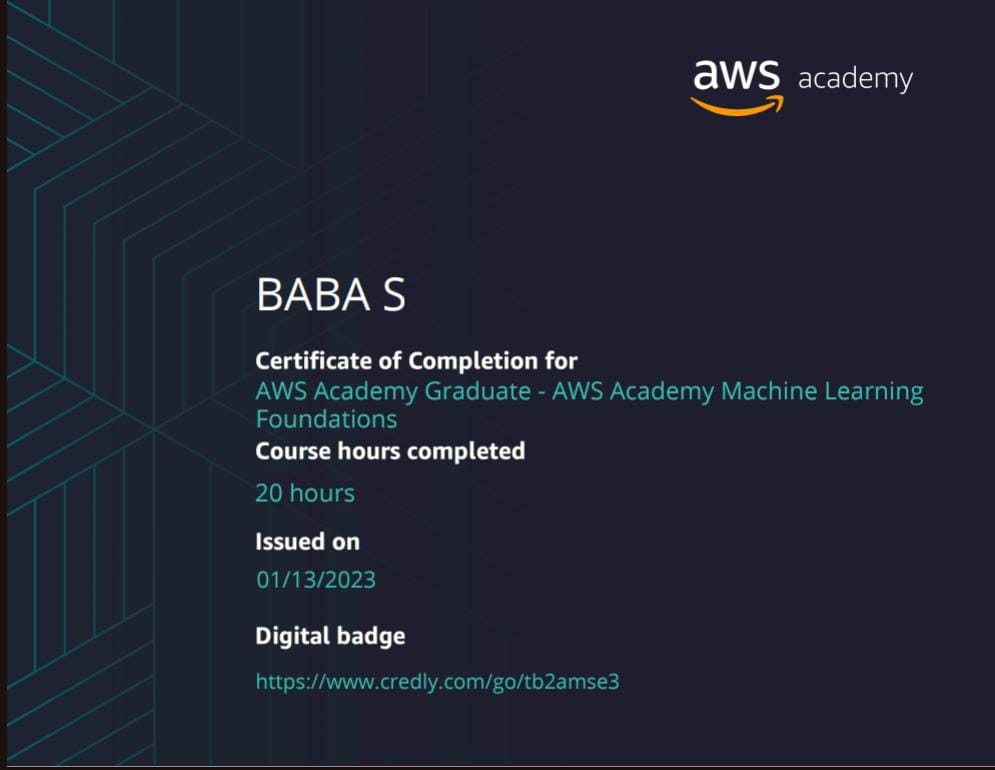 aws academy
BABA S
Certificate of Completion for
AWS Academy Graduate - AWS Academy Machine Learning
Foundations
Course hours completed
20 hours
Issued on
01/13/2023
Digital badge
https://www.credly.com/go/tb2amse3